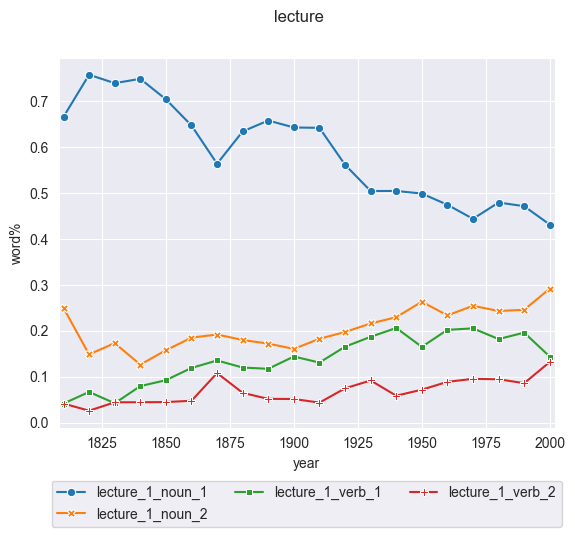 lecture
0.7
0.6
0.5
0.4
0.3
0.2
0.1
0.0
word%
1825 1850 1875 1900 1925 1950 1975 2000
year
lecture_1_noun_1 lecture_1_verb_1 lecture_1_verb_2
lecture_1_noun_2